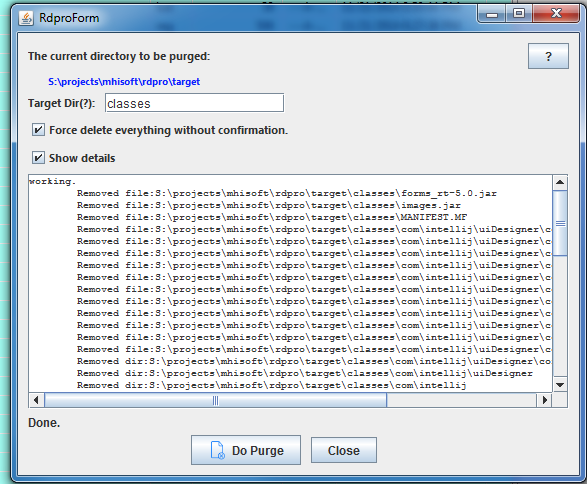 RdproForm
The current directory to be purged:
?
S:\projects\mhisoft\rdpro\target
Target Dir(?): classes
Force delete everything without confirmation.
Show details
working.
Removed file:S:\projects\mhisoft\rdpro\target\classes\forms_rt-5.0.jar
Removed file:S:\projects\mhisoft\rdpro\target\classes\images.jar
Removed file:S:\projects\mhisoft\rdpro\target\classes\MANIFEST.MF
Removed file:S:\projects\mhisoft\rdpro\target\classes\com\intellij\uiDesigner\c
Removed file:S:\projects\mhisoft\rdpro\target\classes\com\intellij\uiDesigner\c
Removed file:S:\projects\mhisoft\rdpro\target\classes\com\intellij\uiDesigner\c
Removed file:S:\projects\mhisoft\rdpro\target\classes\com\intellij\uiDesigner\c
Removed file:S:\projects\mhisoft\rdpro\target\classes\com\intellij\uiDesigner\c
Removed file:S:\projects\mhisoft\rdpro\target\classes\com\intellij\uiDesigner\c
Removed file:S:\projects\mhisoft\rdpro\target\classes\com\intellij\uiDesigner\c
Removed file:S:\projects\mhisoft\rdpro\target\classes\com\intellij\uiDesigner\c
Removed file:S:\projects\mhisoft\rdpro\target\classes\com\intellij\uiDesigner\c
Removed file:S:\projects\mhisoft\rdpro\target\classes\com\intellij\uiDesigner\c
Removed file:S:\projects\mhisoft\rdpro\target\classes\com\intellij\uiDesigner\c
Removed dir:S:\projects\mhisoft\rdpro\target\classes\com\intellij\uiDesigner\co
Removed dir:S:\projects\mhisoft\rdpro\target\classes\com\intellij\uiDesigner
Removed dir:S:\projects\mhisoft\rdpro\target\classes\com\intellij
Done.
Do Purge
Close